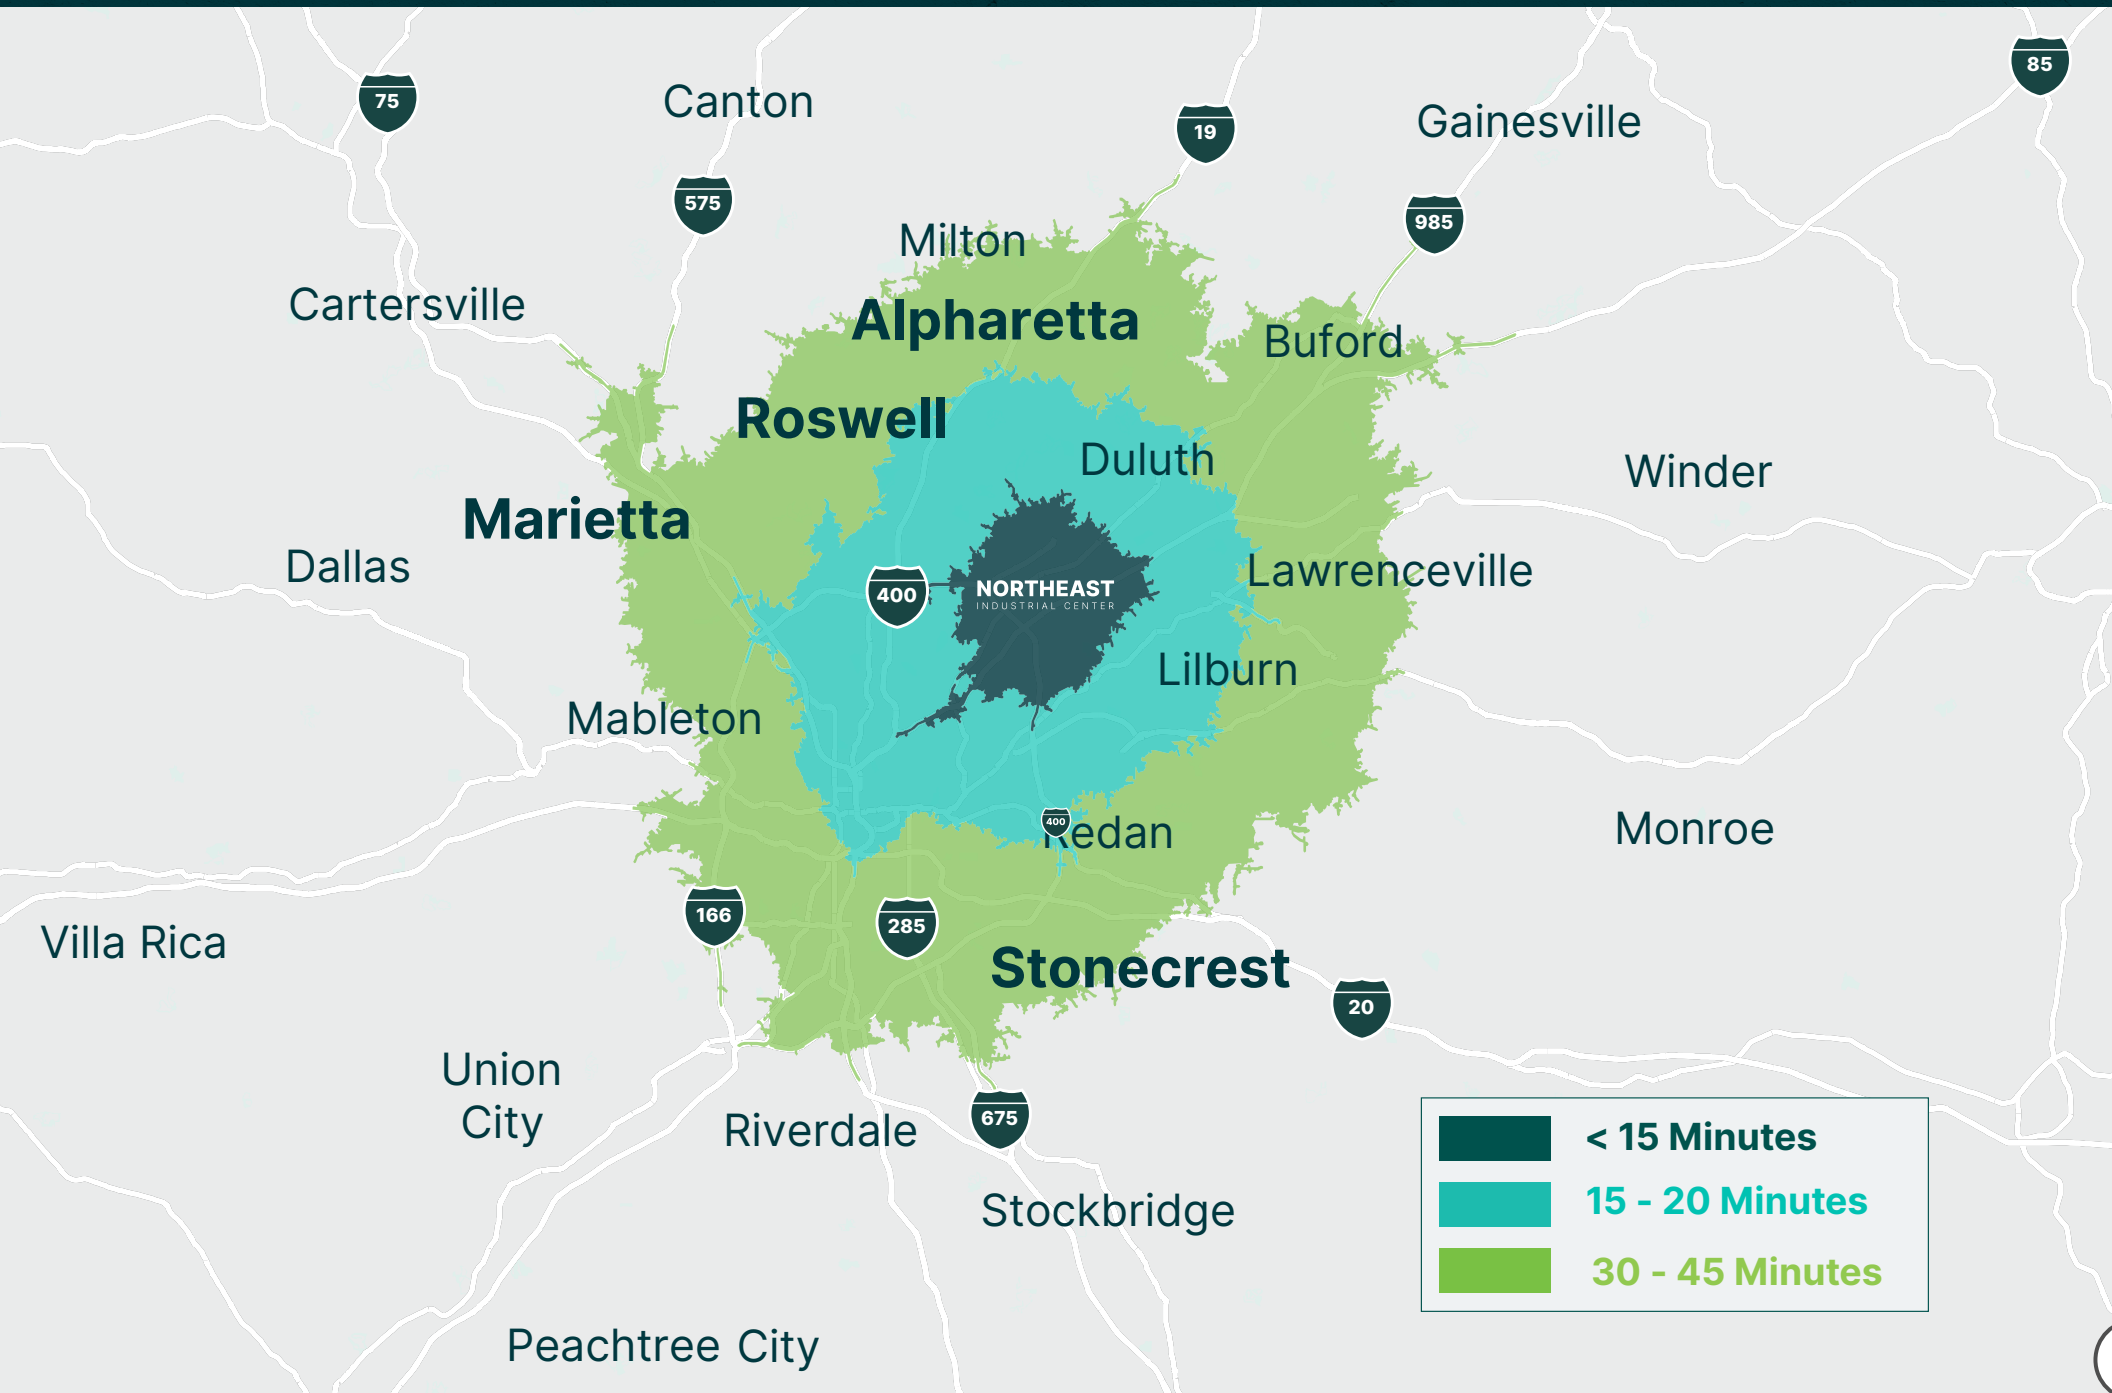 85
75
Canton
19
Gainesville
575
985
Milton
Cartersville
Alpharetta
Buford
Roswell
Duluth
Winder
Marietta
Dallas
Lawrenceville
400
NORTHEAST
INDUSTRIAL CENTER
Lilburn
Mableton
400
Redan
Monroe
166
285
Villa Rica
Stonecrest
20
Union
City
Riverdale
675
Stockbridge
Peachtree City
< 15 Minutes
15 - 20 Minutes
30 - 45 Minutes